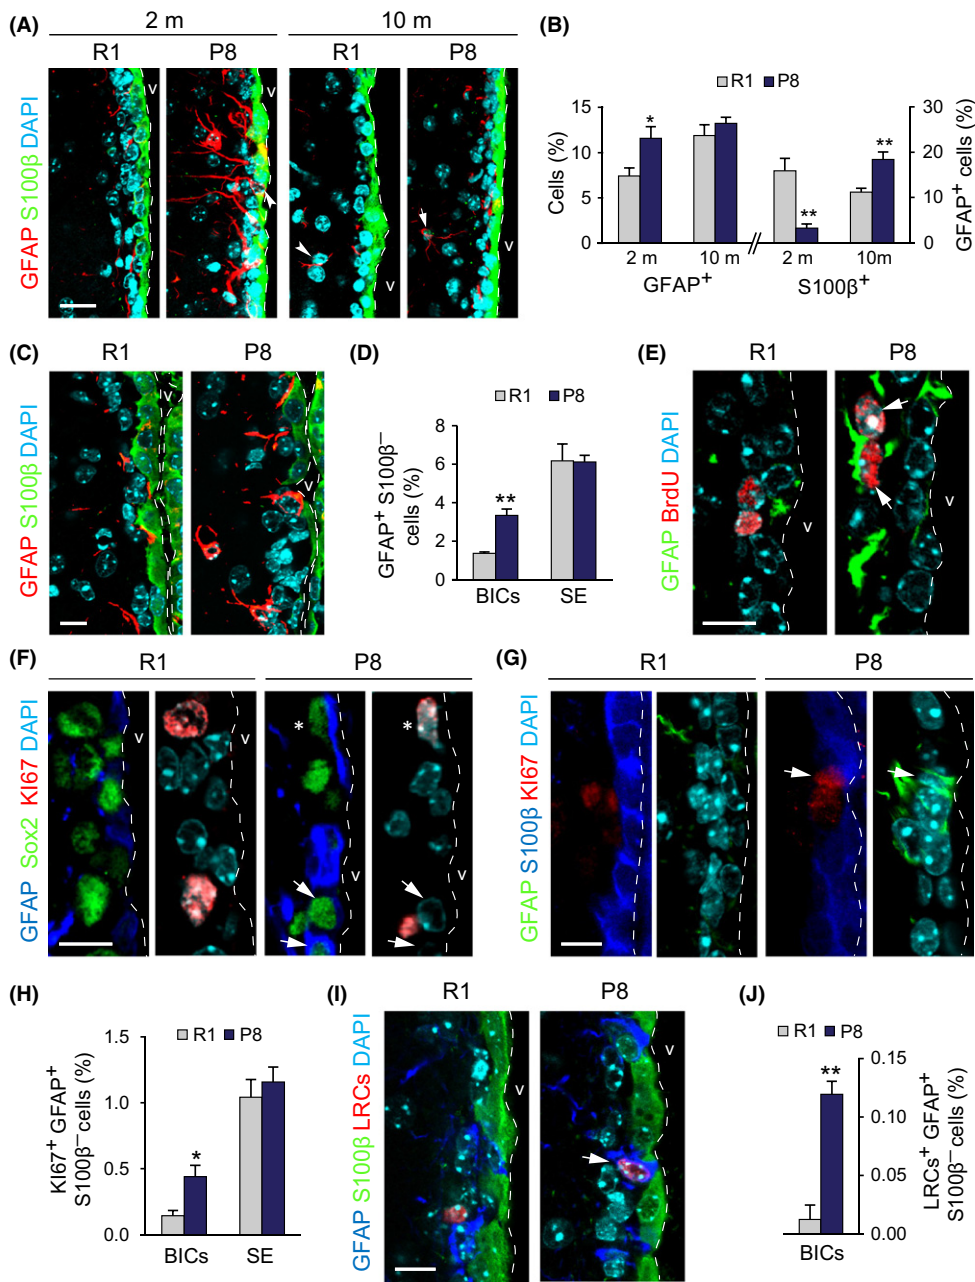 (A)
2 m 10 m
R1 P8 R1 P8
GFAP S100β DAPI
v v v v
(B)
R1 P8
Cells (%)
15
10
5
0
* ** **
30
20
10
0
GFAP+ cells (%)
2 m 10 m 2 m 10m
GFAP+ S100β+
(C)
R1 P8
GFAP S100β DAPI
v v
(D)
R1 P8
GFAP+ S100β–
cells (%)
8
6
4
2
0
**
BICs SE
(E)
R1 P8
GFAP BrdU DAPI
v v
(F)
R1 P8
GFAP Sox2 KI67 DAPI
v v * v * v
(G)
R1 P8
GFAP S100β KI67 DAPI
(H)
R1 P8
KI67+ GFAP+
S100β– cells (%)
1.5
1.0
0.5
0.0
*
BICs SE
(I)
R1 P8
GFAP S100β LRCs DAPI
v v
(J)
R1 P8
**
0.15
0.10
0.05
0.00
LRCs+ GFAP+
S100β– cells (%)
BICs